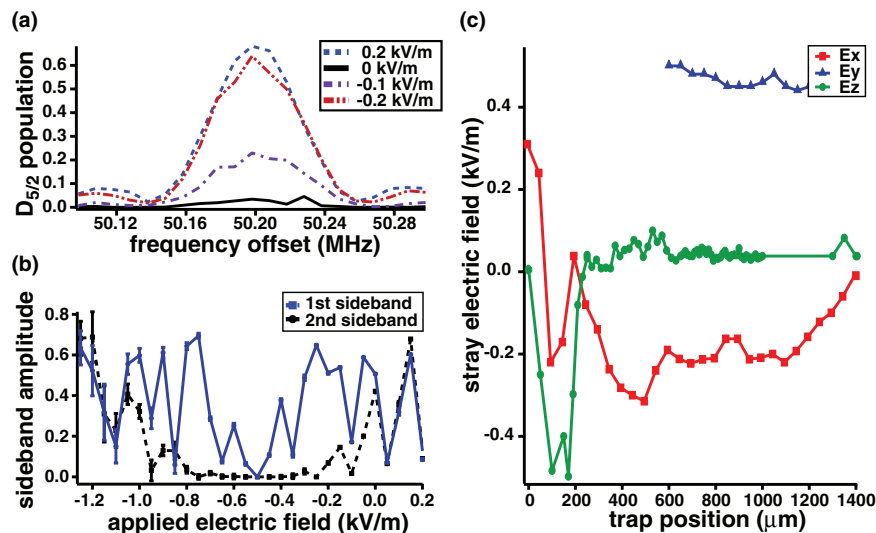 (a)
D5/2 population
0.6
0.5
0.4
0.3
0.2
0.1
0.0
0.2 kV/m
0 kV/m
-0.1 kV/m
-0.2 kV/m
50.12 50.16 50.20 50.24 50.28
frequency offset (MHz)
(b)
sideband amplitude
0.8
0.6
0.4
0.2
0.0
1st sideband
2nd sideband
-1.2 -1.0 -0.8 -0.6 -0.4 -0.2 0.0 0.2
applied electric field (kV/m)
(c)
stray electric field (kV/m)
0.4
0.2
0.0
-0.2
-0.4
Ex
Ey
Ez
0 200 400 600 800 1000 1200 1400
trap position (μm)